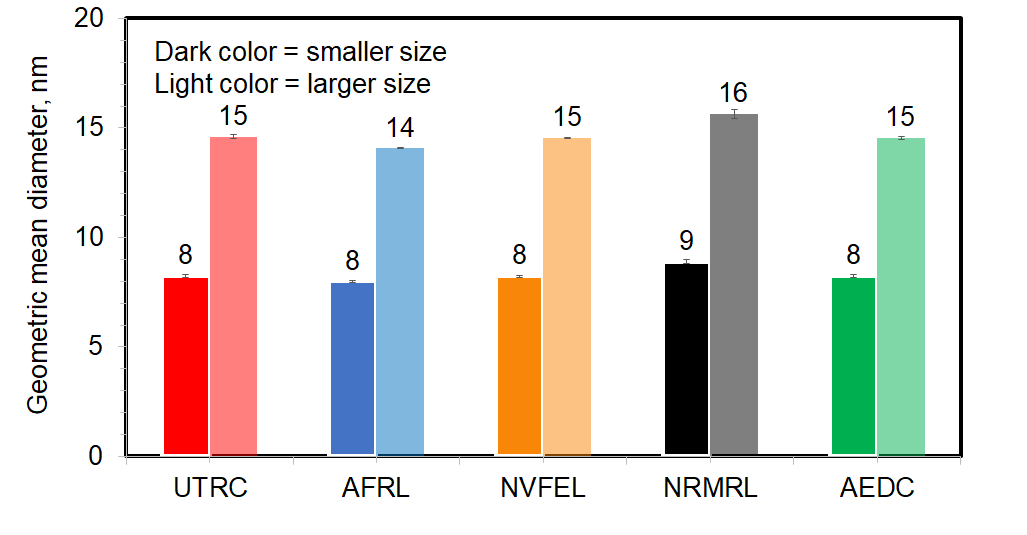 20
Dark color = smaller size
Light color = larger size
15
10
5
0
Geometric mean diameter, nm
8
15
8
14
8
15
9
16
8
15
UTRC
AFRL
NVFEL
NRMRL
AEDC